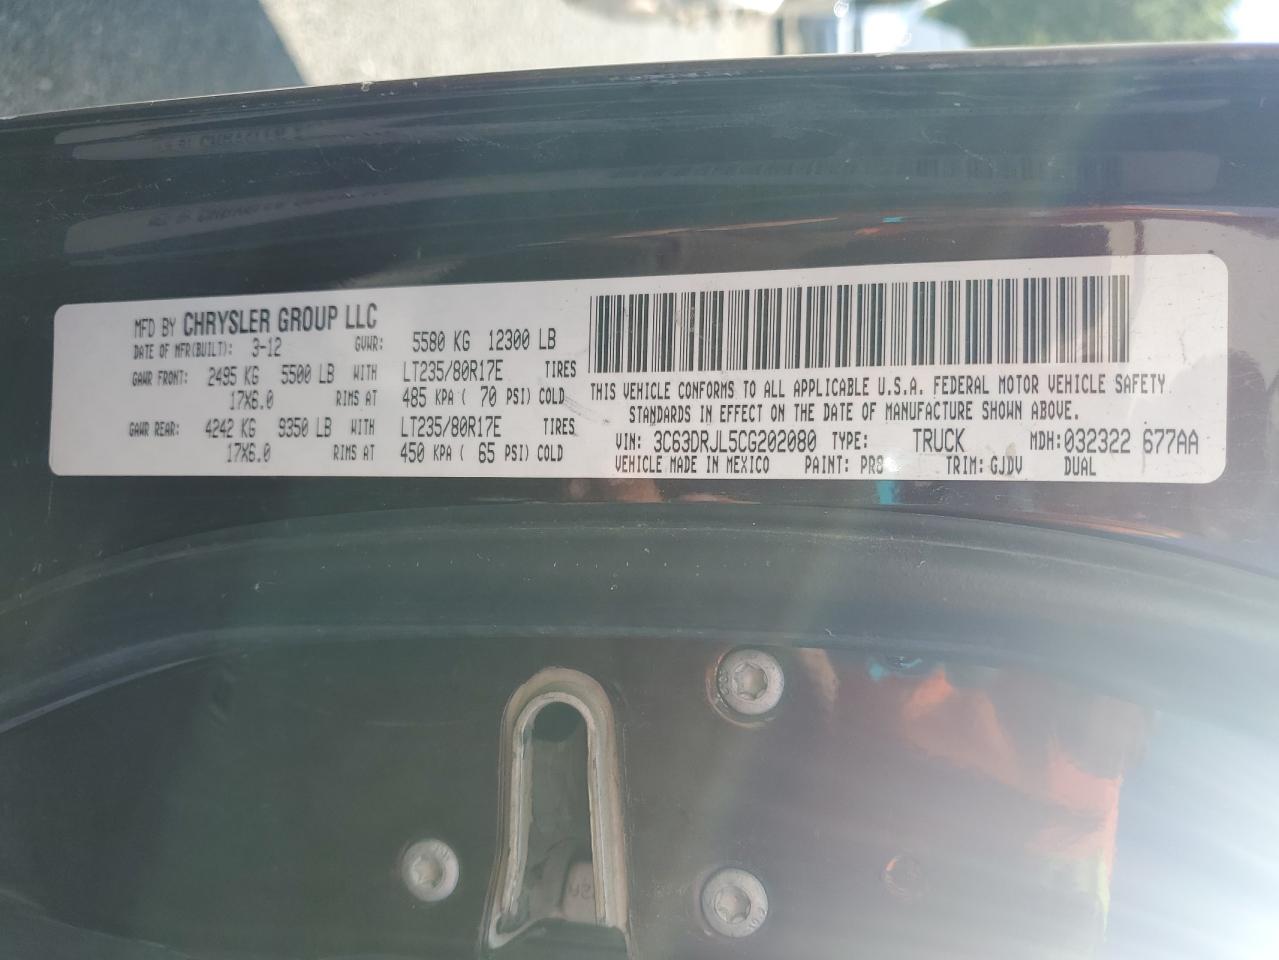 MFD BY CHRYSLER GROUP LLC
DATE OF MFR(BUILT): 3-12 GVWR: 5580 KG 12300 LB
GAWR FRONT: 2495 KG 5500 LB WITH LT235/80R17E TIRES
17X6.0 RIMS AT 485 KPA ( 70 PSI) COLD
GAWR REAR: 4242 KG 9350 LB WITH LT235/80R17E TIRES
17X6.0 RIMS AT 450 KPA ( 65 PSI) COLD
THIS VEHICLE CONFORMS TO ALL APPLICABLE U.S.A. FEDERAL MOTOR VEHICLE SAFETY
STANDARDS IN EFFECT ON THE DATE OF MANUFACTURE SHOWN ABOVE.
VIN: 3C63DRJL5CG202080 TYPE: TRUCK MDH: 032322 677AA
VEHICLE MADE IN MEXICO PAINT: PR8 TRIM: GJDV DUAL